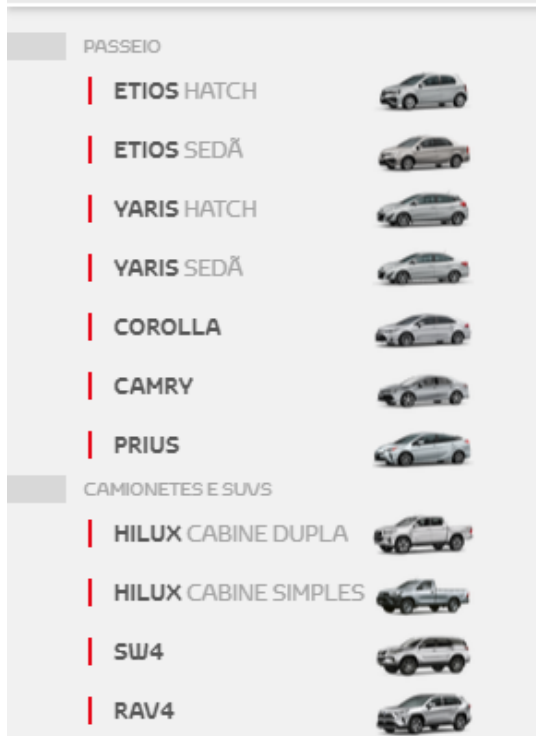 PASSEIO
ETIOS HATCH
ETIOS SEDÃ
YARIS HATCH
YARIS SEDÃ
COROLLA
CAMRY
PRIUS
CAMIONETES E SUVS
HILUX CABINE DUPLA
HILUX CABINE SIMPLES
SW4
RAV4